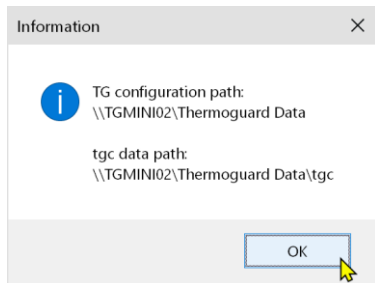 Information
TG configuration path:
\\TGMINI02\Thermoguard Data
tgc data path:
\\TGMINI02\Thermoguard Data\tgc
OK